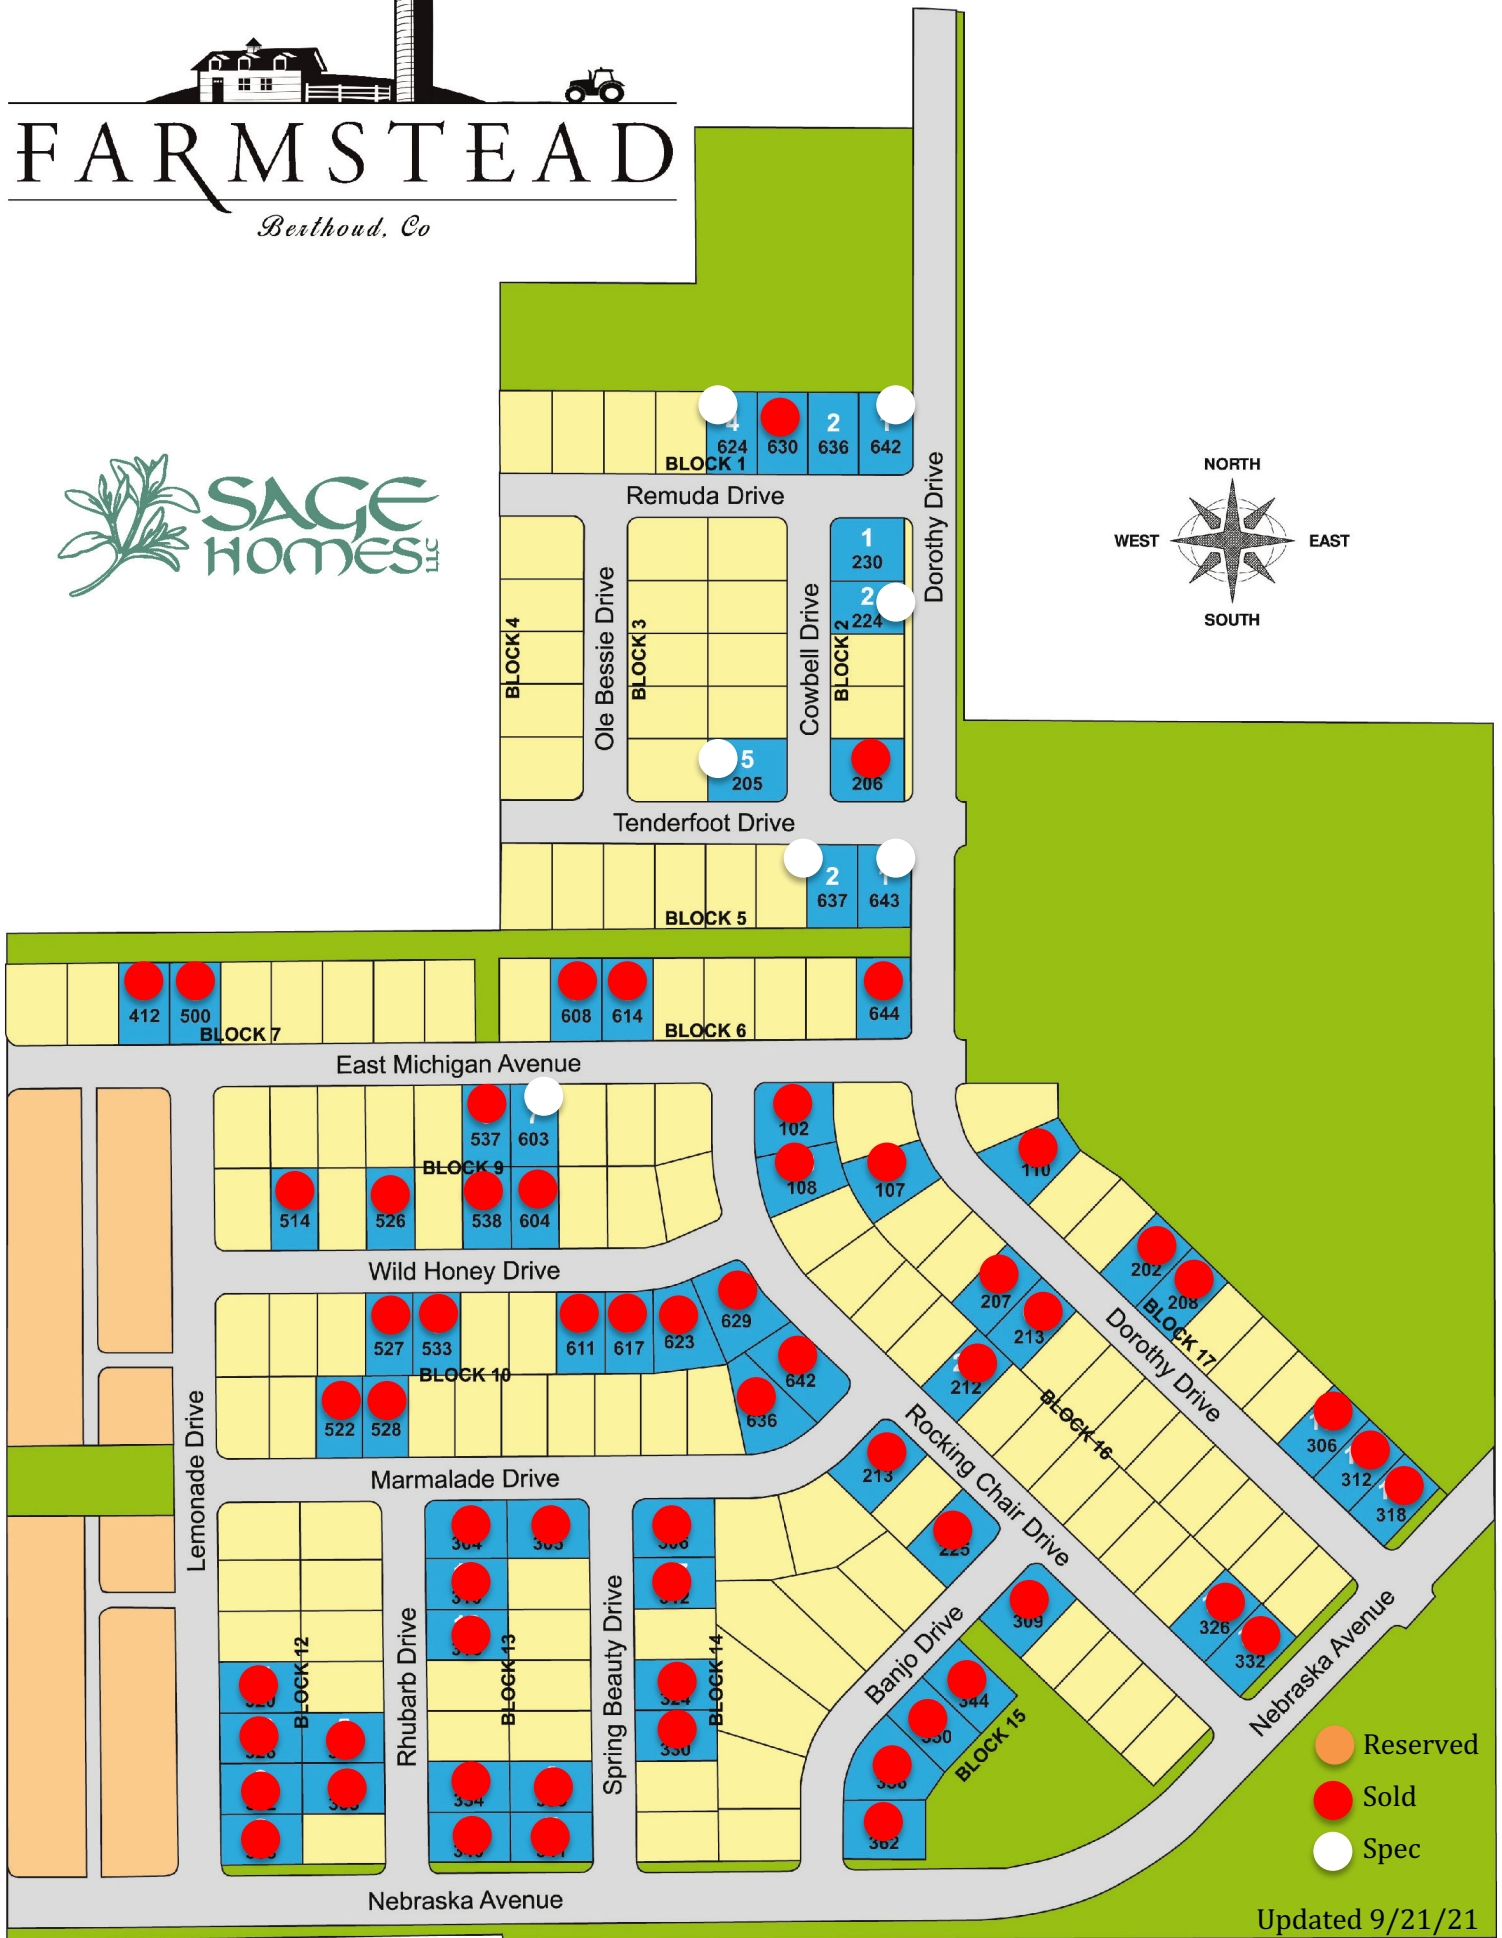 FARMSTEAD
Berthoud, Co
SAGE
HOMES LLC
NORTH
WEST
EAST
SOUTH
4
624
630
2
636
642
BLOCK 1
Remuda Drive
Dorothy Drive
1
230
2
224
BLOCK 2
206
Cowbell Drive
BLOCK 3
5
205
Ole Bessie Drive
BLOCK 4
Tenderfoot Drive
2
637
643
BLOCK 5
412
500
BLOCK 7
608
614
BLOCK 6
644
East Michigan Avenue
537
603
BLOCK 9
514
526
538
604
Wild Honey Drive
527
533
611
617
623
629
642
636
BLOCK 10
522
528
Marmalade Drive
Lemonade Drive
102
108
107
110
202
208
BLOCK 17
207
213
212
BLOCK 16
Dorothy Drive
306
312
318
Rocking Chair Drive
213
225
309
326
332
Nebraska Avenue
Banjo Drive
344
362
BLOCK 15
BLOCK 12
Rhubarb Drive
304
BLOCK 13
334
Spring Beauty Drive
324
330
BLOCK 14
Nebraska Avenue
Reserved
Sold
Spec
Updated 9/21/21